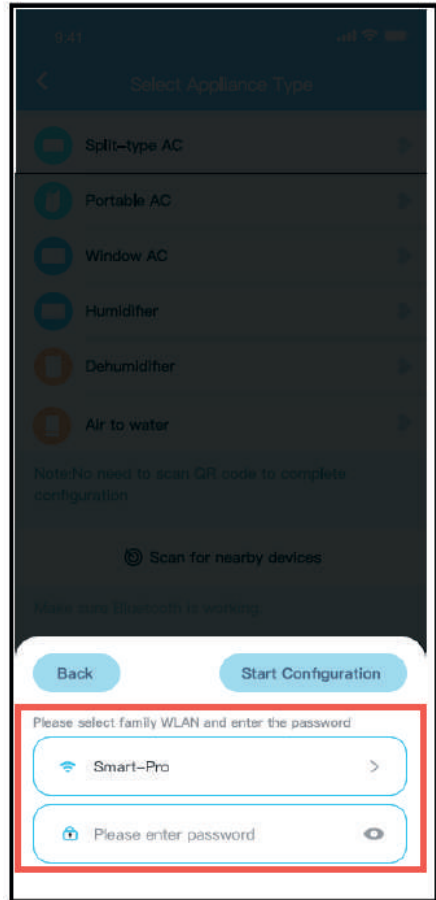 9:41
Select Appliance Type
Split-type AC
Portable AC
Window AC
Humidifier
Dehumidifier
Air to water
Note:No need to scan QR code to complete
configuration
Scan for nearby devices
Make sure Bluetooth is working.
Back
Start Configuration
Please select family WLAN and enter the password
Smart-Pro
Please enter password